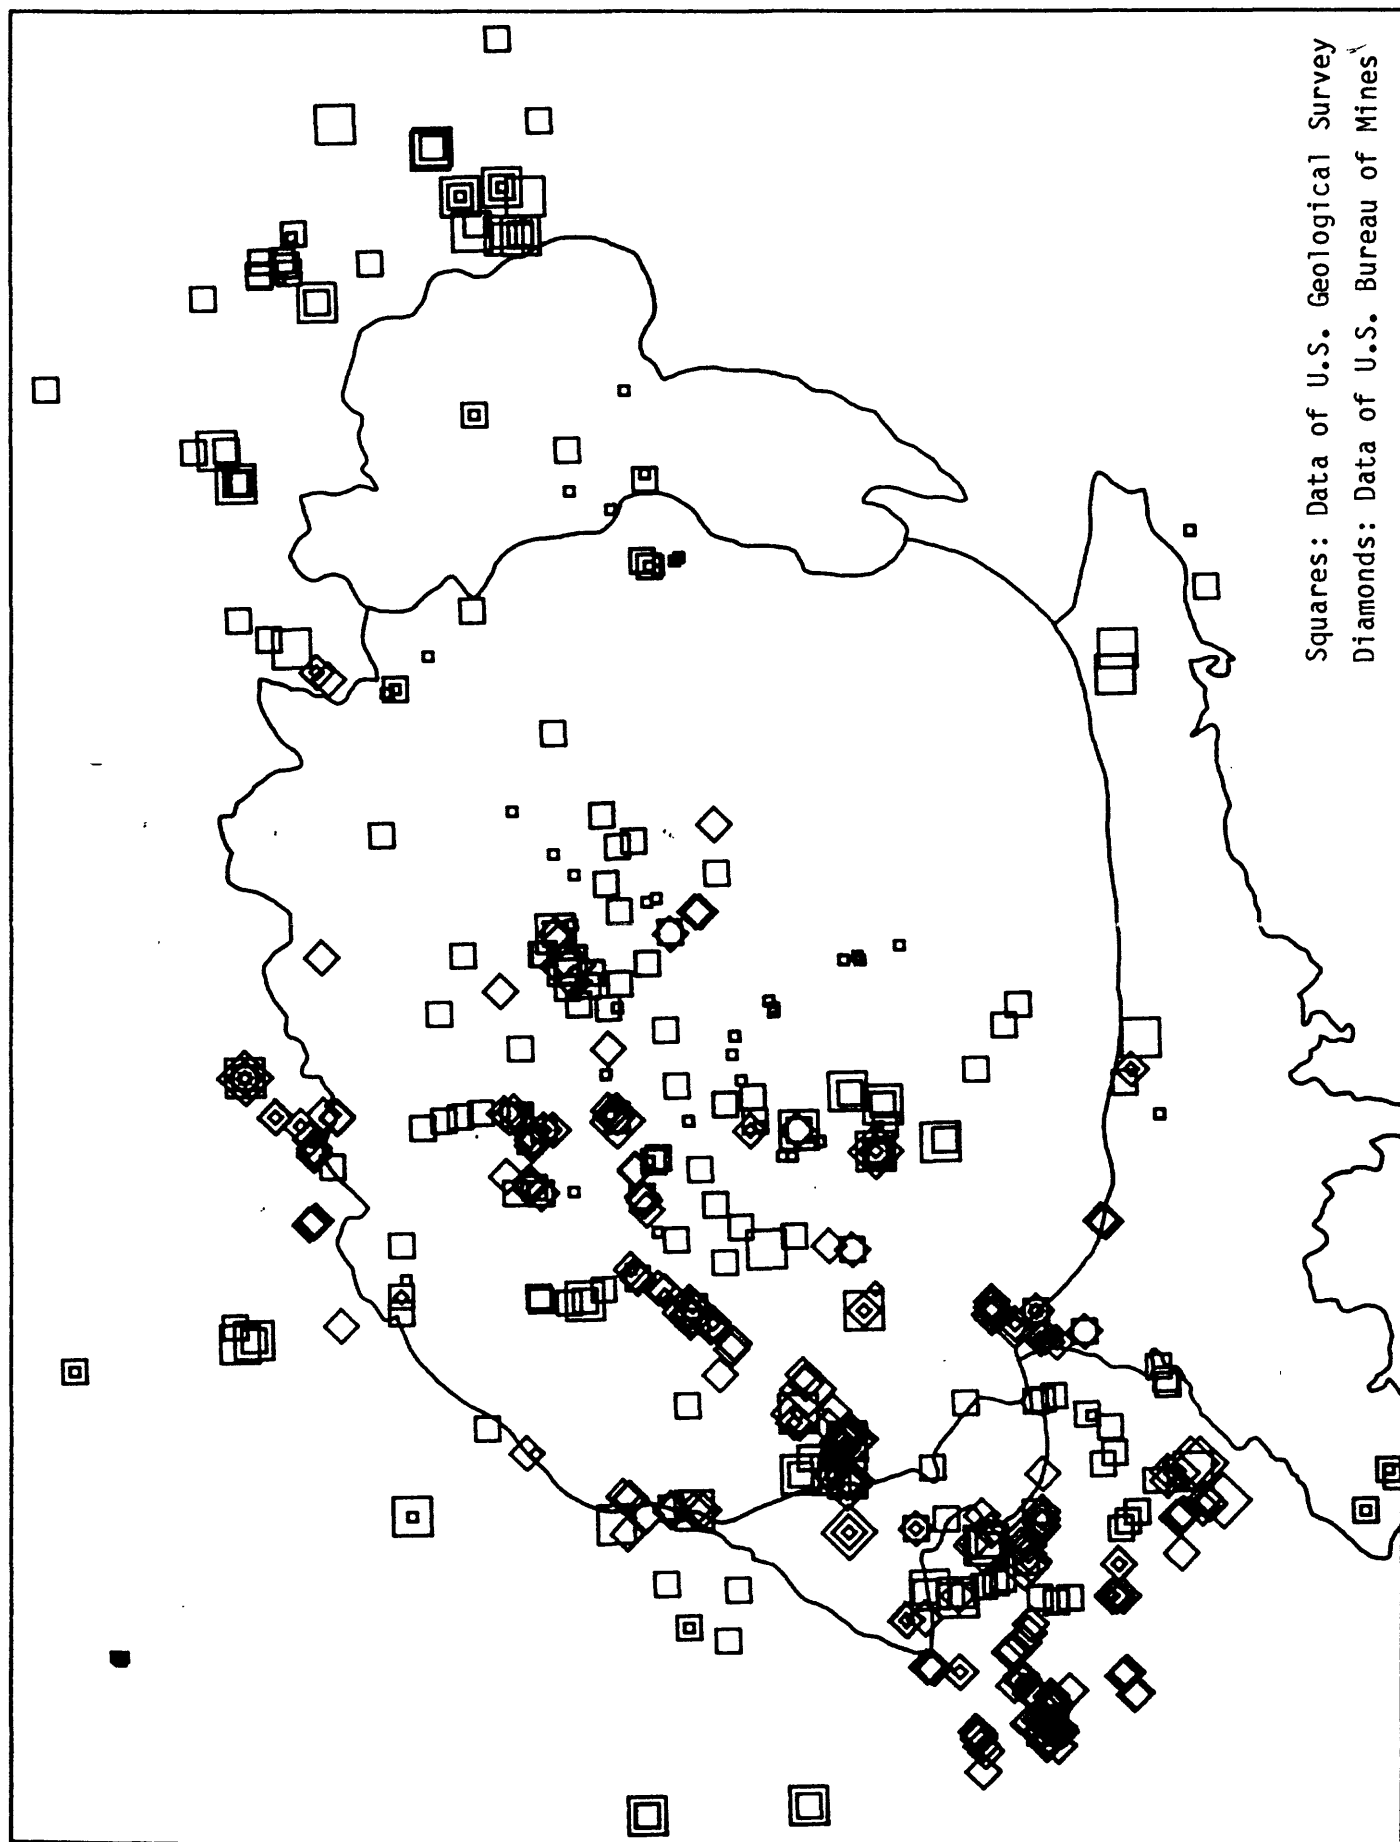 Squares: Data of U.S. Geological Survey
Diamonds: Data of U.S. Bureau of Mines